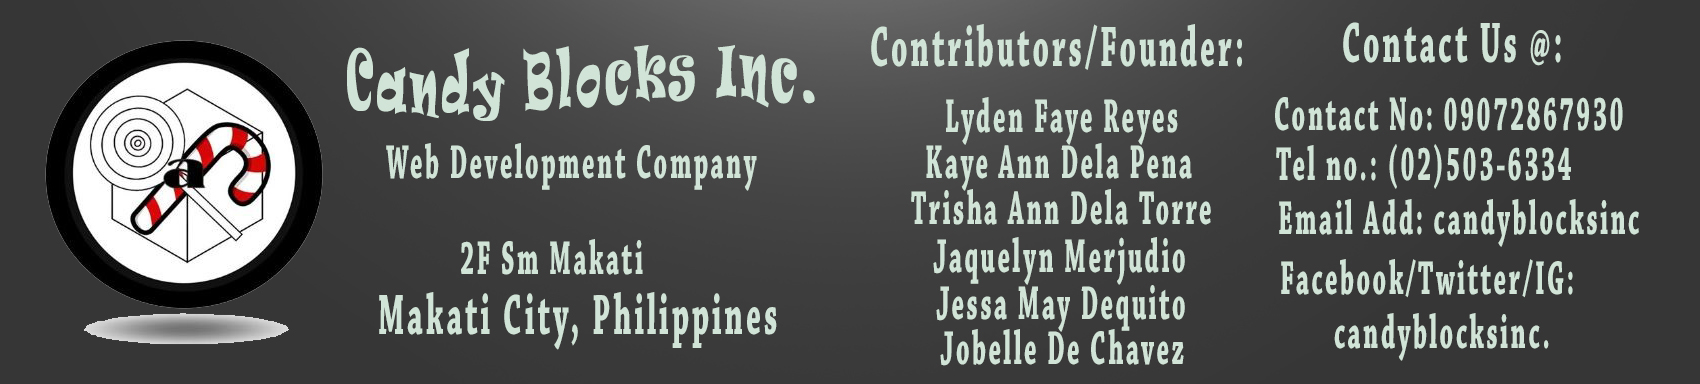 a
Candy Blocks Inc.
Web Development Company
2F Sm Makati
Makati City, Philippines
Contributors/Founder:
Lyden Faye Reyes
Kaye Ann Dela Pena
Trisha Ann Dela Torre
Jaquelyn Merjudio
Jessa May Dequito
Jobelle De Chavez
Contact Us @:
Contact No: 09072867930
Tel no.: (02)503-6334
Email Add: candyblocksinc
Facebook/Twitter/IG:
candyblocksinc.